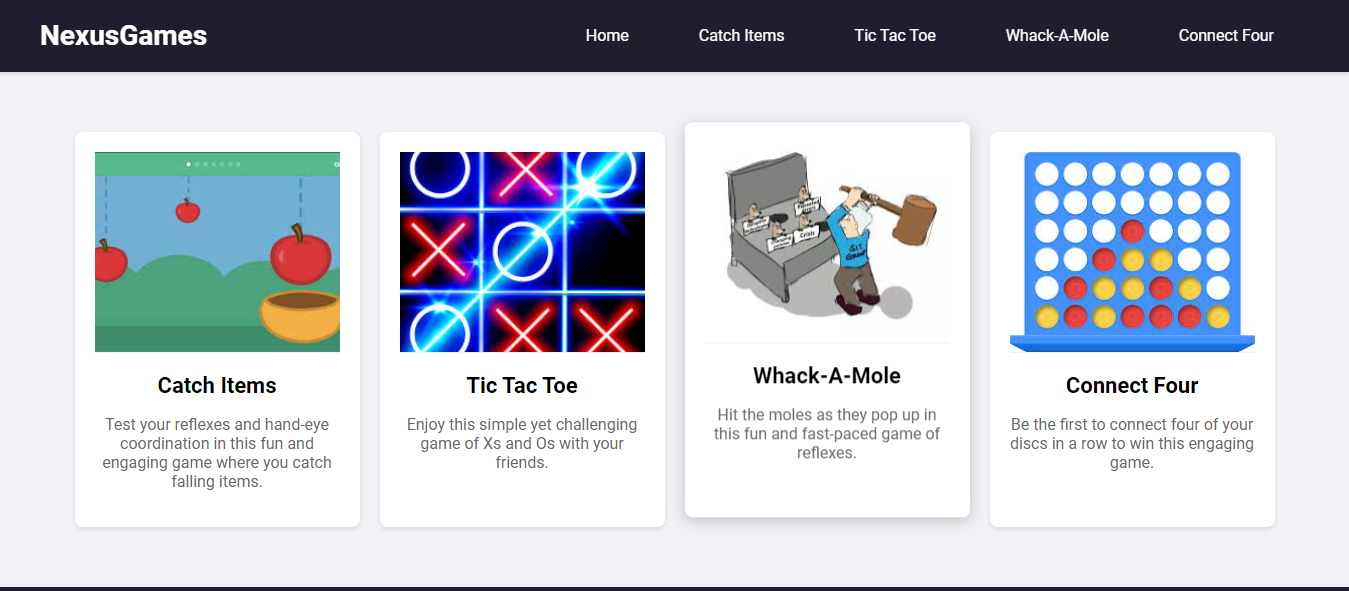 NexusGames
Home
Catch Items
Tic Tac Toe
Whack-A-Mole
Connect Four
Catch Items
Test your reflexes and hand-eye
coordination in this fun and
engaging game where you catch
falling items.
Tic Tac Toe
Enjoy this simple yet challenging
game of Xs and Os with your
friends.
Crisis
SIT
Whack-A-Mole
Hit the moles as they pop up in
this fun and fast-paced game of
reflexes.
Connect Four
Be the first to connect four of your
discs in a row to win this engaging
game.